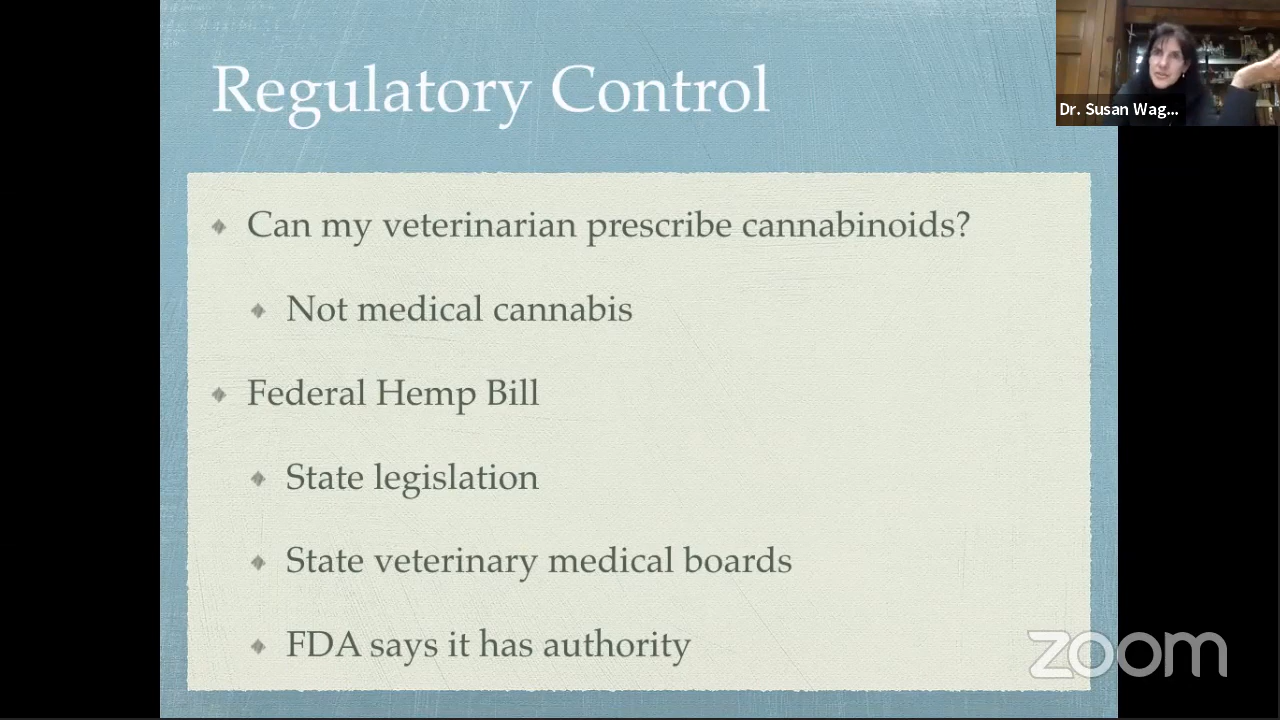 Regulatory Control
Dr. Susan Wag...
Can my veterinarian prescribe cannabinoids?
Not medical cannabis
Federal Hemp Bill
State legislation
State veterinary medical boards
FDA says it has authority
zoom